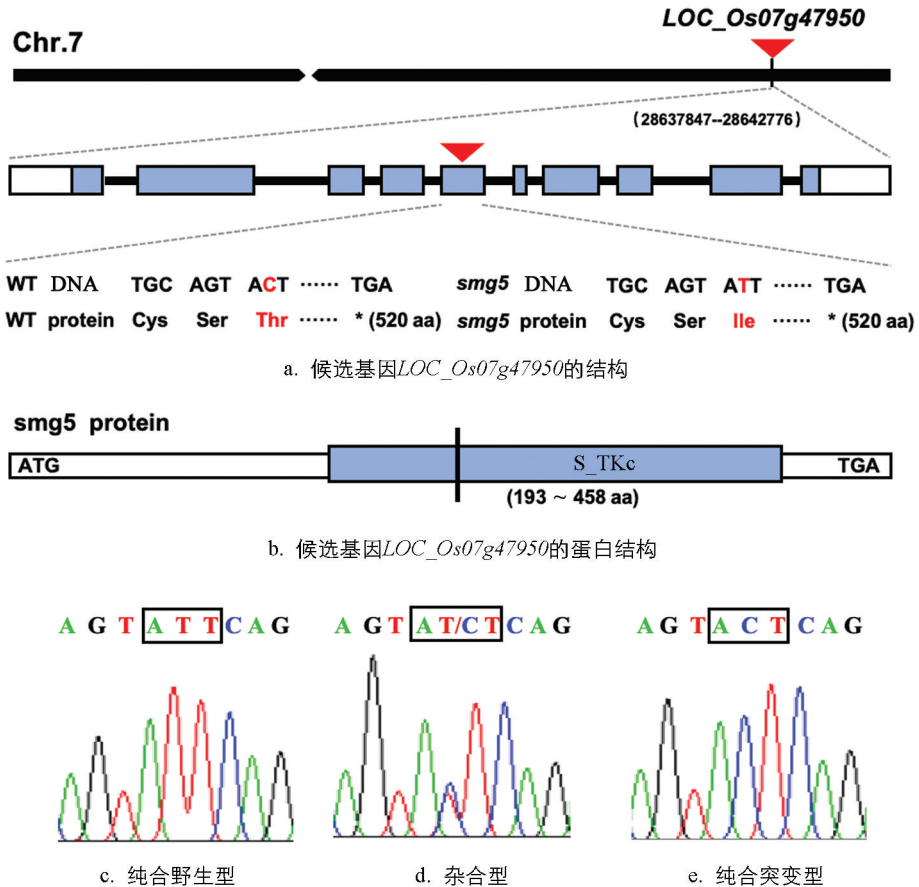 LOC_Os07g47950
Chr.7
(28637847--28642776)
WT DNA TGC AGT ACT ······ TGA
WT protein Cys Ser Thr ······ * (520 aa)
smg5 DNA TGC AGT ATT ······ TGA
smg5 protein Cys Ser Ile ······ * (520 aa)
a. 候选基因LOC_Os07g47950的结构
smg5 protein
ATG S_TKc TGA
(193 ~ 458 aa)
b. 候选基因LOC_Os07g47950的蛋白结构
A G T A T T C A G
A G T A T/C T C A G
A G T A C T C A G
c. 纯合野生型
d. 杂合型
e. 纯合突变型